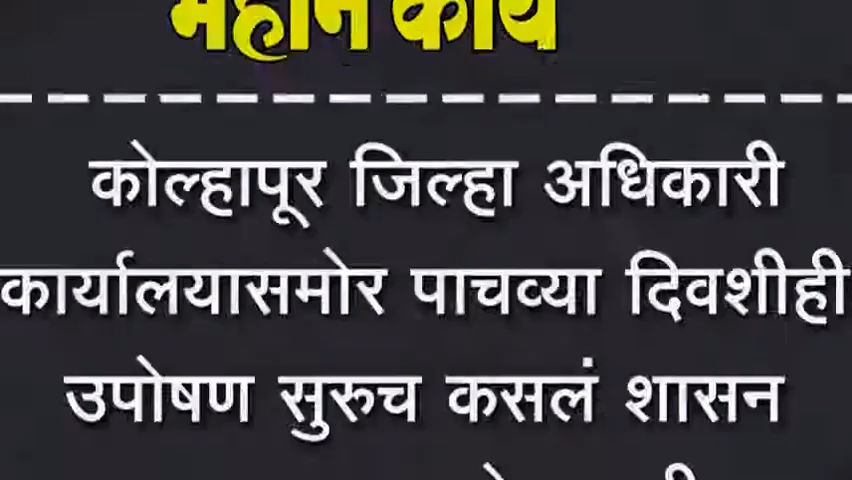 महान कार्य
कोल्हापूर जिल्हा अधिकारी
कार्यालयासमोर पाचव्या दिवशीही
उपोषण सुरुच कसलं शासन